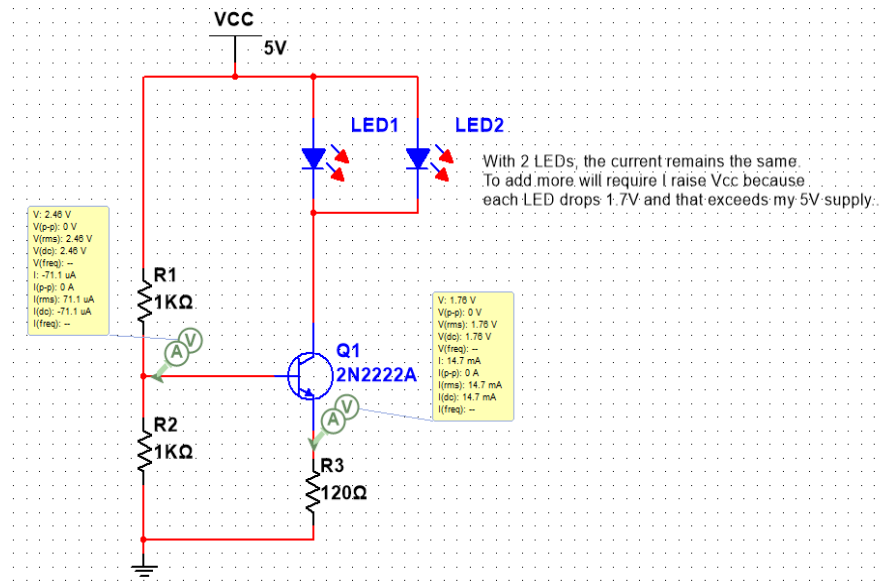 VCC
5V
LED1
LED2
With 2 LEDs, the current remains the same.
To add more will require I raise Vcc because
each LED drops 1.7V and that exceeds my 5V supply.
V: 2.46 V
V(p-p): 0 V
V(rms): 2.46 V
V(dc): 2.46 V
V(freq): --
I: -71.1 uA
I(p-p): 0 A
I(rms): 71.1 uA
I(dc): -71.1 uA
I(freq): --
R1
1KΩ
V: 1.76 V
V(p-p): 0 V
V(rms): 1.76 V
V(dc): 1.76 V
V(freq): --
I: 14.7 mA
I(p-p): 0 A
I(rms): 14.7 mA
I(dc): 14.7 mA
I(freq): --
V
A
Q1
2N2222A
V
A
R2
1KΩ
R3
120Ω